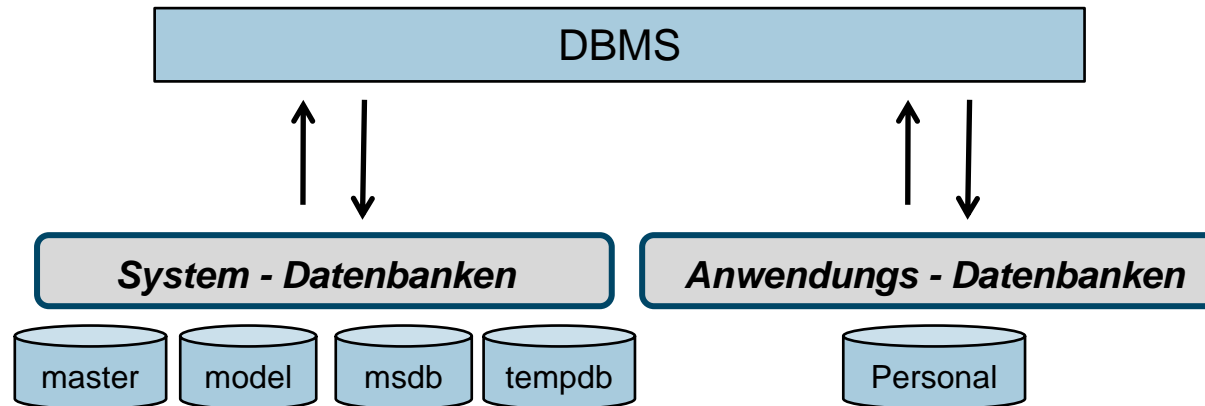 DBMS
System - Datenbanken
Anwendungs - Datenbanken
master
model
msdb
tempdb
Personal